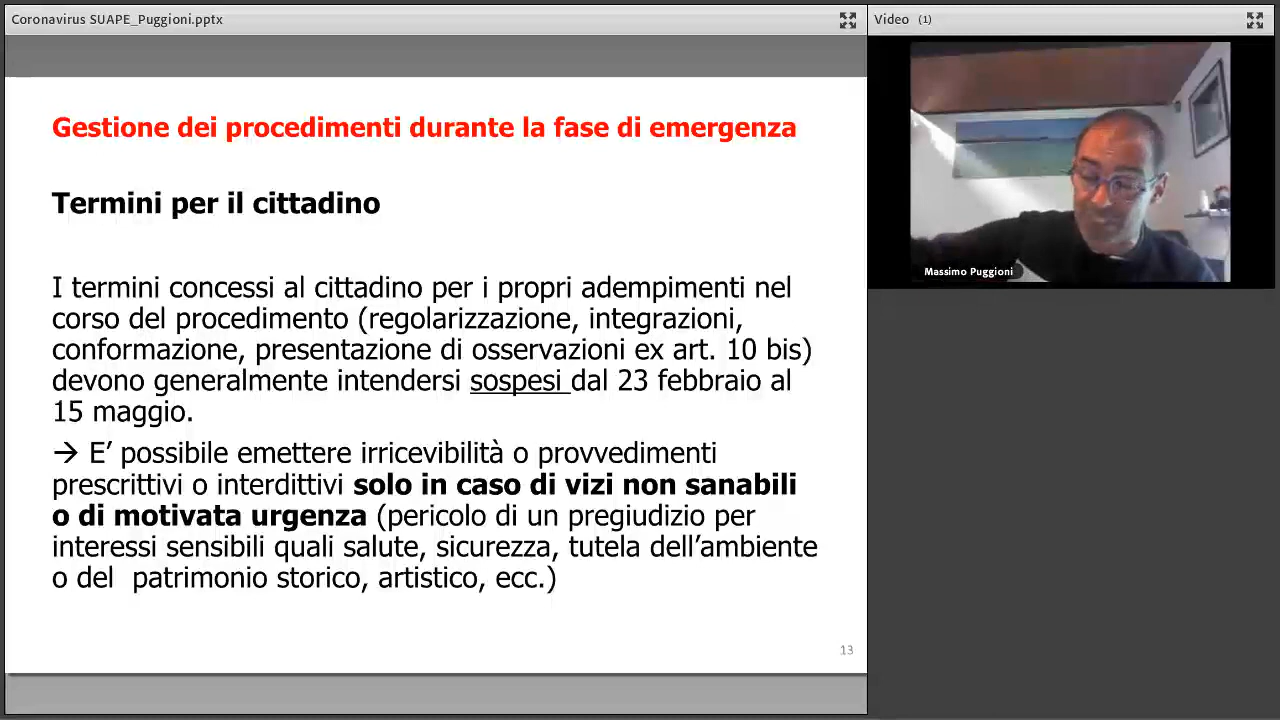 Coronavirus SUAPE_Puggioni.pptx
Video (1)
Gestione dei procedimenti durante la fase di emergenza
Termini per il cittadino
I termini concessi al cittadino per i propri adempimenti nel
corso del procedimento (regolarizzazione, integrazioni,
conformazione, presentazione di osservazioni ex art. 10 bis)
devono generalmente intendersi sospesi dal 23 febbraio al
15 maggio.
→ E’ possibile emettere irricevibilità o provvedimenti
prescrittivi o interdittivi solo in caso di vizi non sanabili
o di motivata urgenza (pericolo di un pregiudizio per
interessi sensibili quali salute, sicurezza, tutela dell’ambiente
o del patrimonio storico, artistico, ecc.)
13
Massimo Puggioni